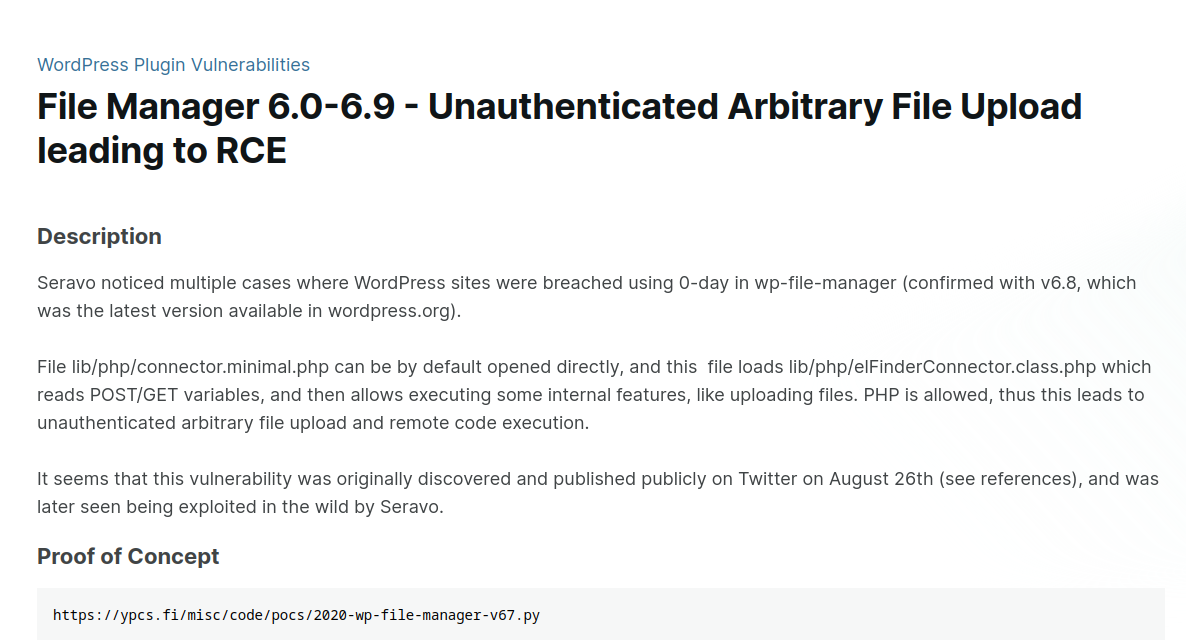 WordPress Plugin Vulnerabilities
File Manager 6.0-6.9 - Unauthenticated Arbitrary File Upload
leading to RCE
Description
Seravo noticed multiple cases where WordPress sites were breached using 0-day in wp-file-manager (confirmed with v6.8, which
was the latest version available in wordpress.org).
File lib/php/connector.minimal.php can be by default opened directly, and this  file loads lib/php/elFinderConnector.class.php which
reads POST/GET variables, and then allows executing some internal features, like uploading files. PHP is allowed, thus this leads to
unauthenticated arbitrary file upload and remote code execution.
It seems that this vulnerability was originally discovered and published publicly on Twitter on August 26th (see references), and was
later seen being exploited in the wild by Seravo.
Proof of Concept
https://ypcs.fi/misc/code/pocs/2020-wp-file-manager-v67.py